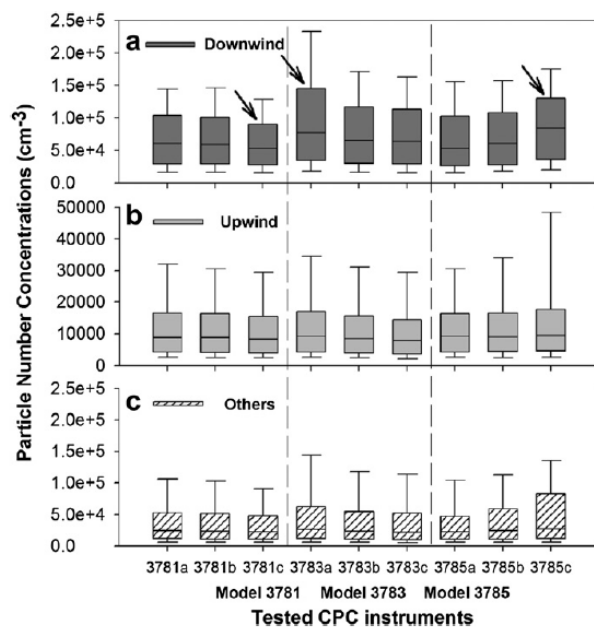 Particle Number Concentrations (cm-3)
a
Downwind
2.5e+5
2.0e+5
1.5e+5
1.0e+5
5.0e+4
0.0
b
Upwind
50000
40000
30000
20000
10000
0
c
Others
2.5e+5
2.0e+5
1.5e+5
1.0e+5
5.0e+4
0.0
3781a 3781b 3781c 3783a 3783b 3783c 3785a 3785b 3785c
Model 3781 Model 3783 Model 3785
Tested CPC instruments